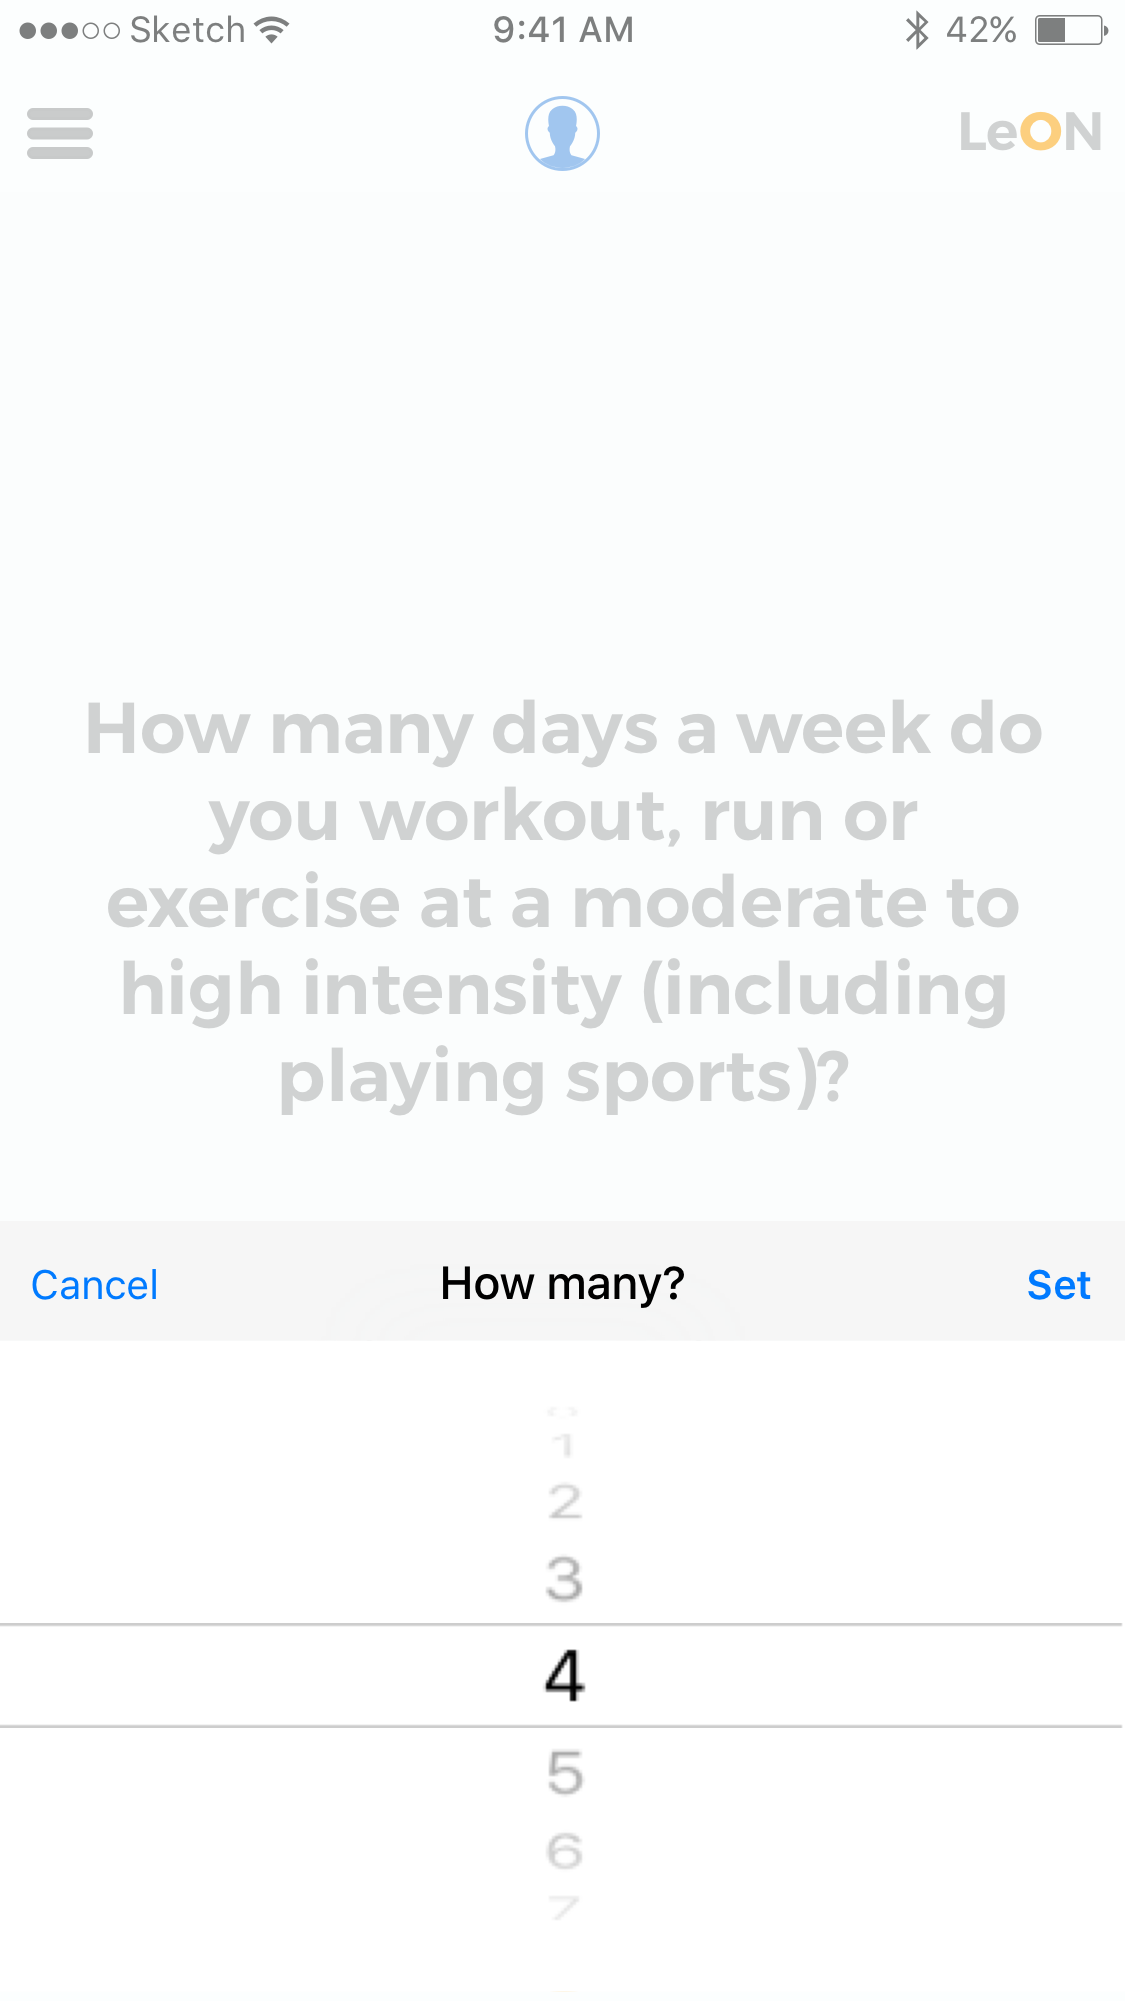 Sketch 9:41 AM 42%
LeON
How many days a week do
you workout, run or
exercise at a moderate to
high intensity (including
playing sports)?
Cancel How many? Set
1
2
3
4
5
6
7